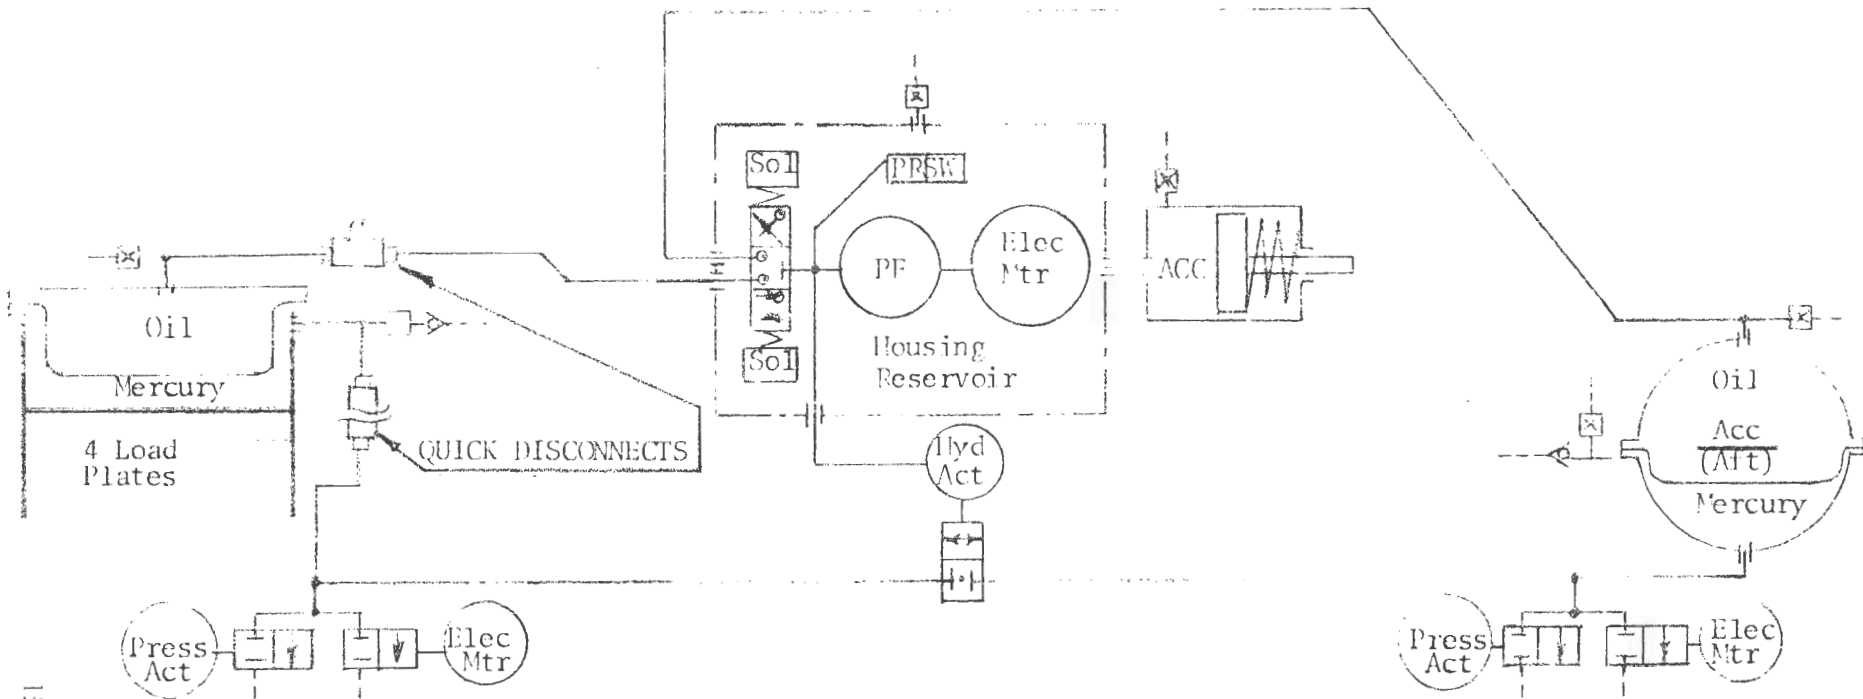 Sol
PRSW
Elec
Mtr
PF
ACC
Oil
Housing
Reservoir
Sol
Mercury
Oil
4 Load
Plates
QUICK DISCONNECTS
Hyd
Act
Acc
(Aft)
Mercury
Press
Act
Elec
Mtr
Press
Act
Elec
Mtr